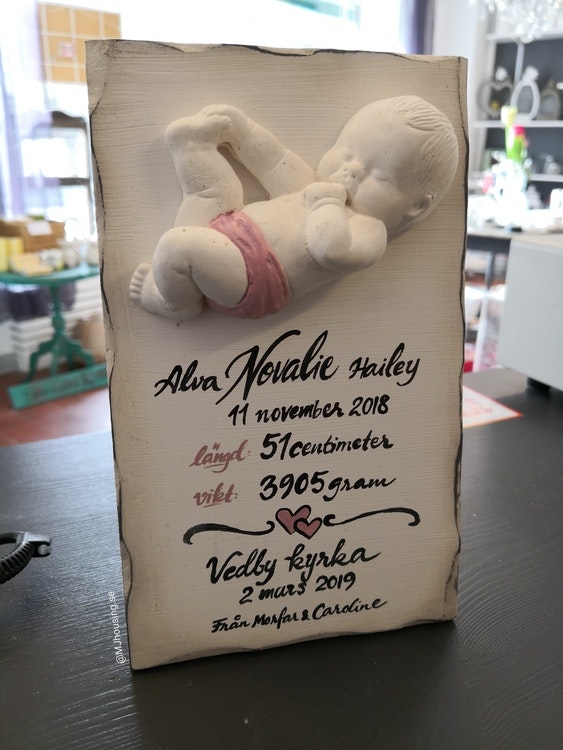 Alva Novalie Hailey
11 november 2018
längd: 51 centimeter
vikt: 3905 gram
Vedby kyrka
2 mars 2019
Från Morfar & Caroline
@MJhousing.se